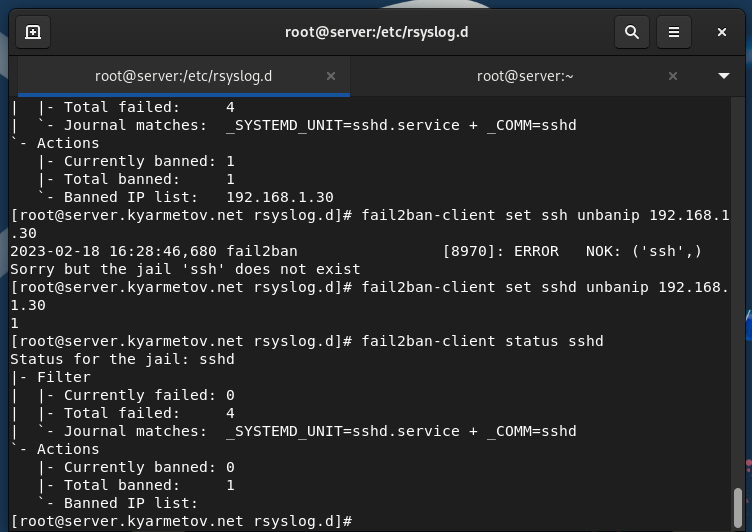 root@server:/etc/rsyslog.d
root@server:/etc/rsyslog.d
root@server:~
|  |- Total failed:     4
|  `- Journal matches:  _SYSTEMD_UNIT=sshd.service + _COMM=sshd
`- Actions
   |- Currently banned: 1
   |- Total banned:     1
   `- Banned IP list:   192.168.1.30
[root@server.kyarmetov.net rsyslog.d]# fail2ban-client set ssh unbanip 192.168.1
.30
2023-02-18 16:28:46,680 fail2ban                [8970]: ERROR   NOK: ('ssh',)
Sorry but the jail 'ssh' does not exist
[root@server.kyarmetov.net rsyslog.d]# fail2ban-client set sshd unbanip 192.168.
1.30
1
[root@server.kyarmetov.net rsyslog.d]# fail2ban-client status sshd
Status for the jail: sshd
|- Filter
|  |- Currently failed: 0
|  |- Total failed:     4
|  `- Journal matches:  _SYSTEMD_UNIT=sshd.service + _COMM=sshd
`- Actions
   |- Currently banned: 0
   |- Total banned:     1
   `- Banned IP list:
[root@server.kyarmetov.net rsyslog.d]#